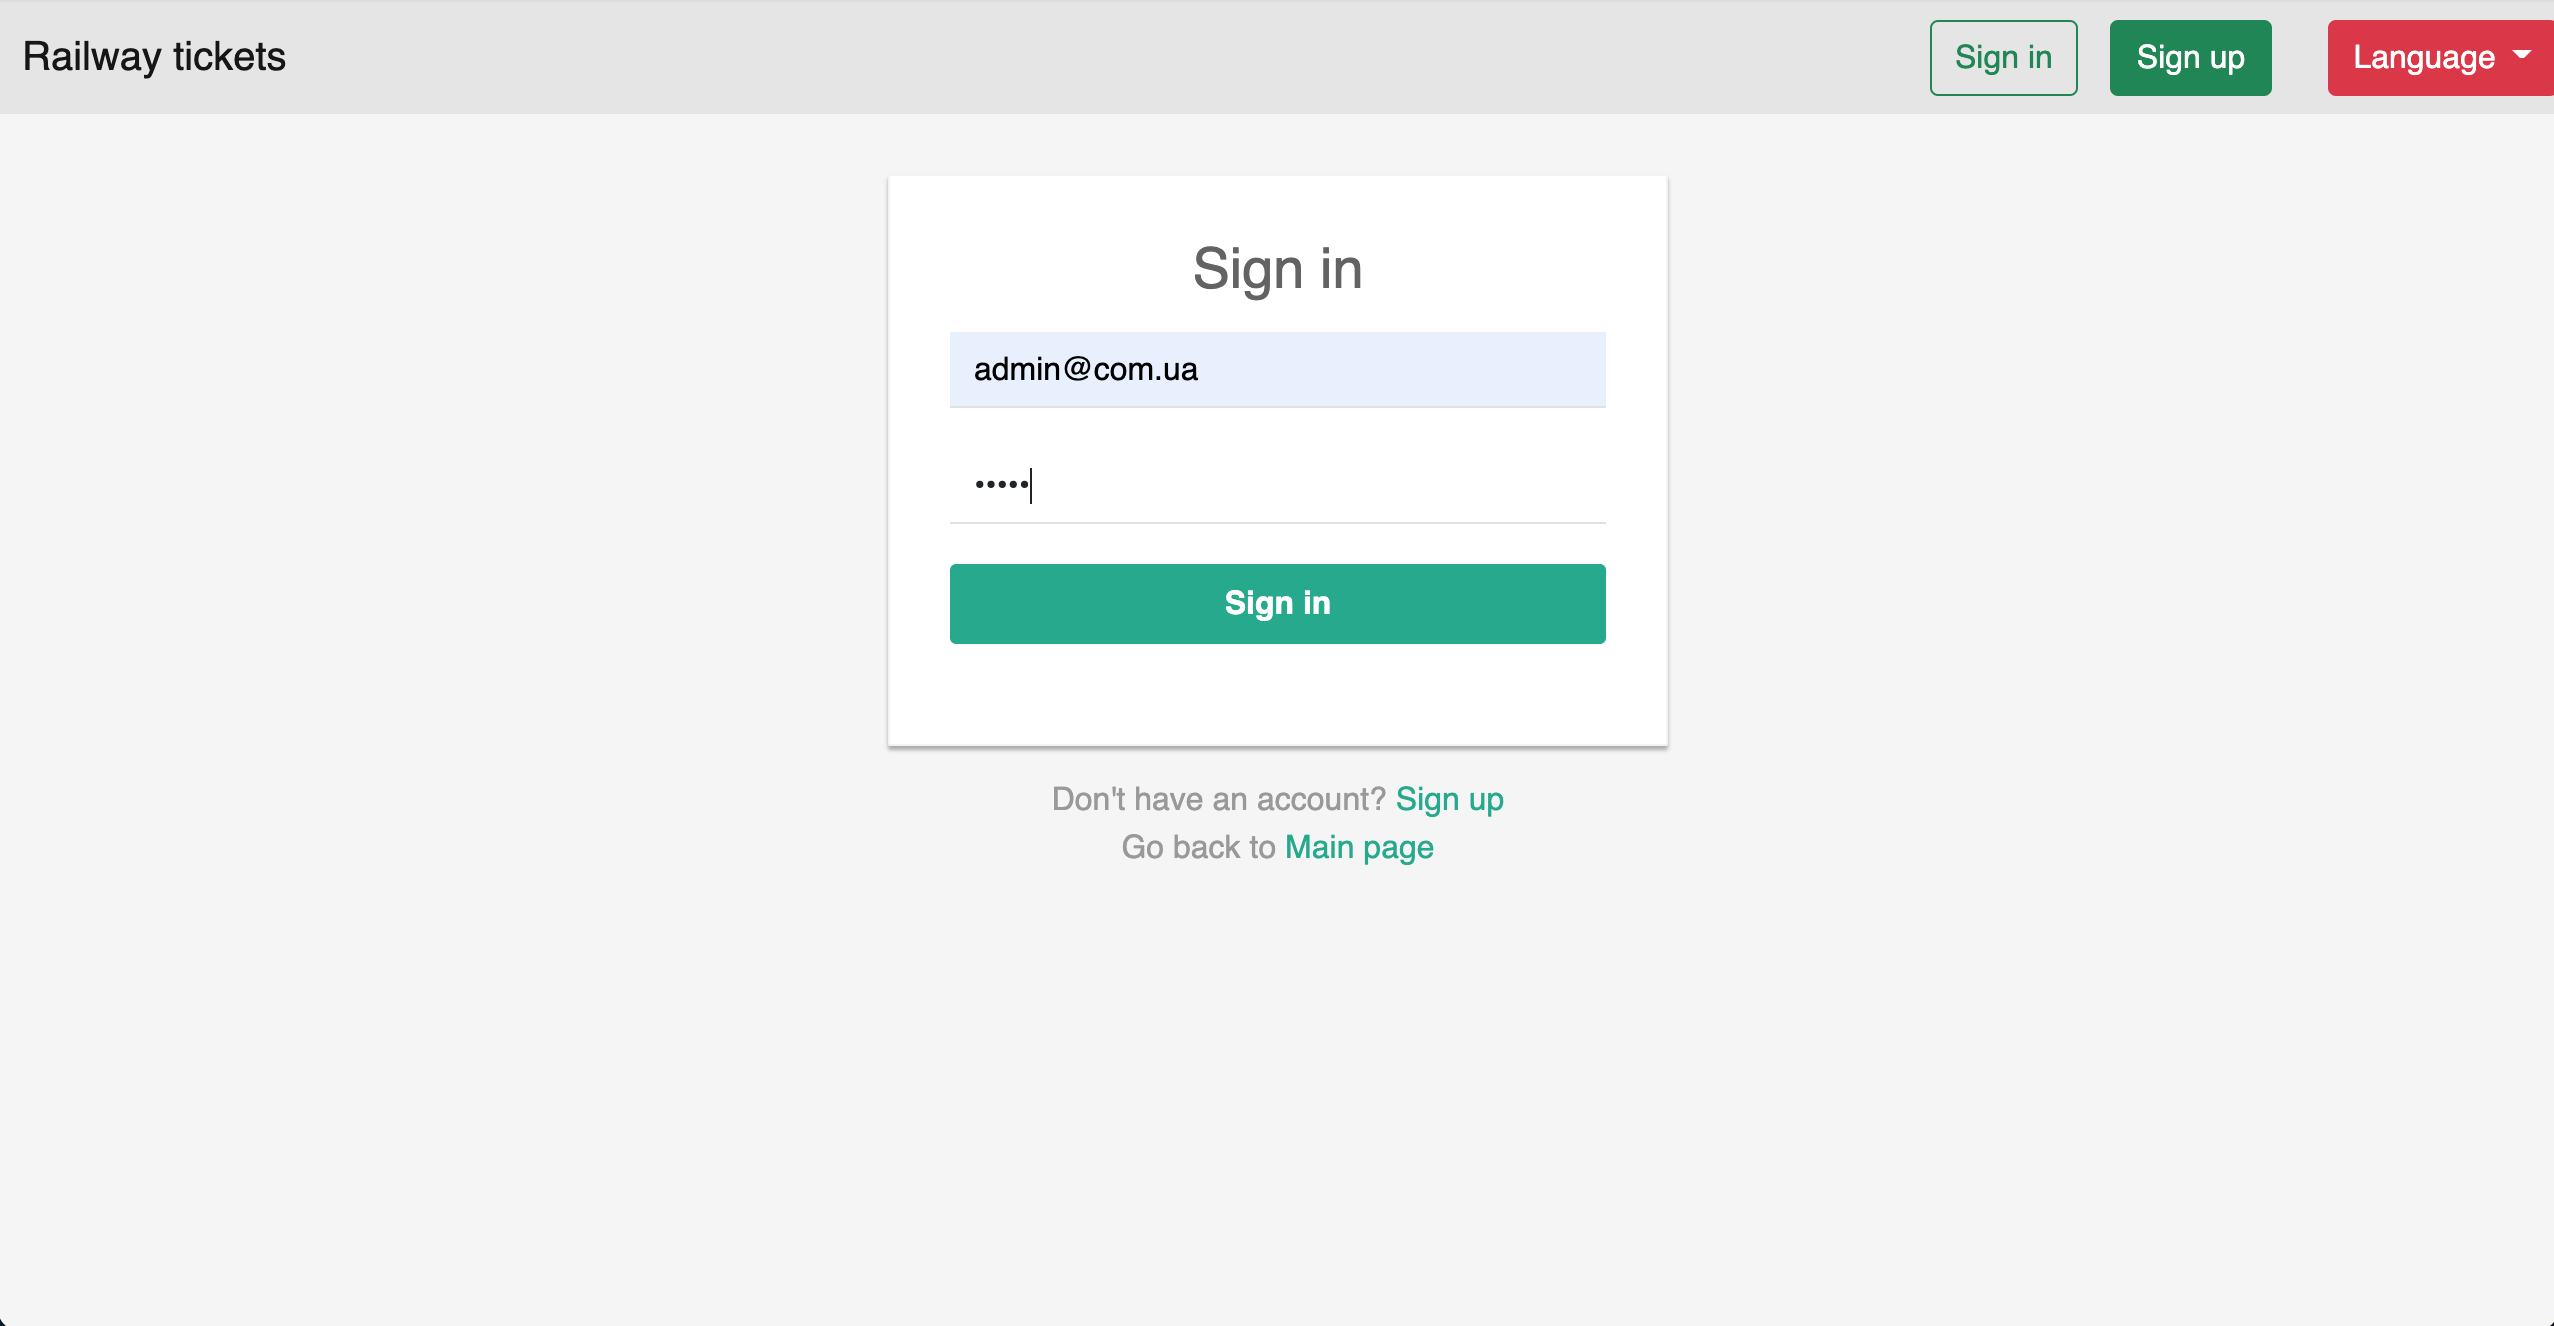 Railway tickets
Sign in
Sign up
Language
Sign in
admin@com.ua
•••••
Sign in
Don't have an account? Sign up
Go back to Main page